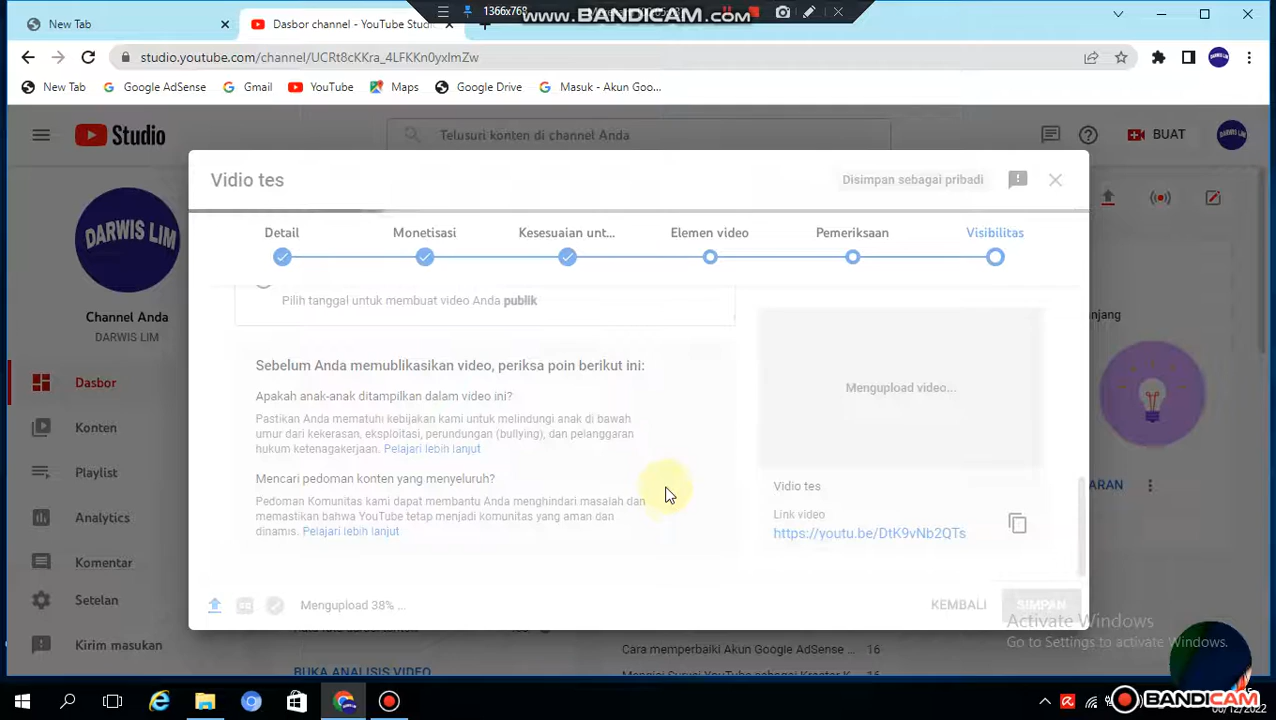 1366x768
www.BANDICAM.com
New Tab
Dasbor channel - YouTube Studi
studio.youtube.com/channel/UCRt8cKKra_4LFKKn0yxImZw
New Tab
Google AdSense
Gmail
YouTube
Maps
Google Drive
Masuk - Akun Goo...
Studio
Telusuri konten di channel Anda
BUAT
Vidio tes
Disimpan sebagai pribadi
Detail
Monetisasi
Kesesuaian unt...
Elemen video
Pemeriksaan
Visibilitas
DARWIS LIM
Channel Anda
DARWIS LIM
Dasbor
Konten
Playlist
Analytics
Komentar
Setelan
Kirim masukan
Pilih tanggal untuk membuat video Anda publik
Sebelum Anda memublikasikan video, periksa poin berikut ini:
Apakah anak-anak ditampilkan dalam video ini?
Pastikan Anda mematuhi kebijakan kami untuk melindungi anak di bawah
umur dari kekerasan, eksploitasi, perundungan (bullying), dan pelanggaran
hukum ketenagakerjaan. Pelajari lebih lanjut
Mencari pedoman konten yang menyeluruh?
Pedoman Komunitas kami dapat membantu Anda menghindari masalah dan
memastikan bahwa YouTube tetap menjadi komunitas yang aman dan
dinamis. Pelajari lebih lanjut
Mengupload video...
Vidio tes
Link video
https://youtu.be/DtK9vNb2QTs
Mengupload 38% ...
KEMBALI
SIMPAN
Activate Windows
Go to Settings to activate Windows.
BUKA ANALISIS VIDEO
Cara memperbaiki Akun Google AdSense ...
16
BANDICAM